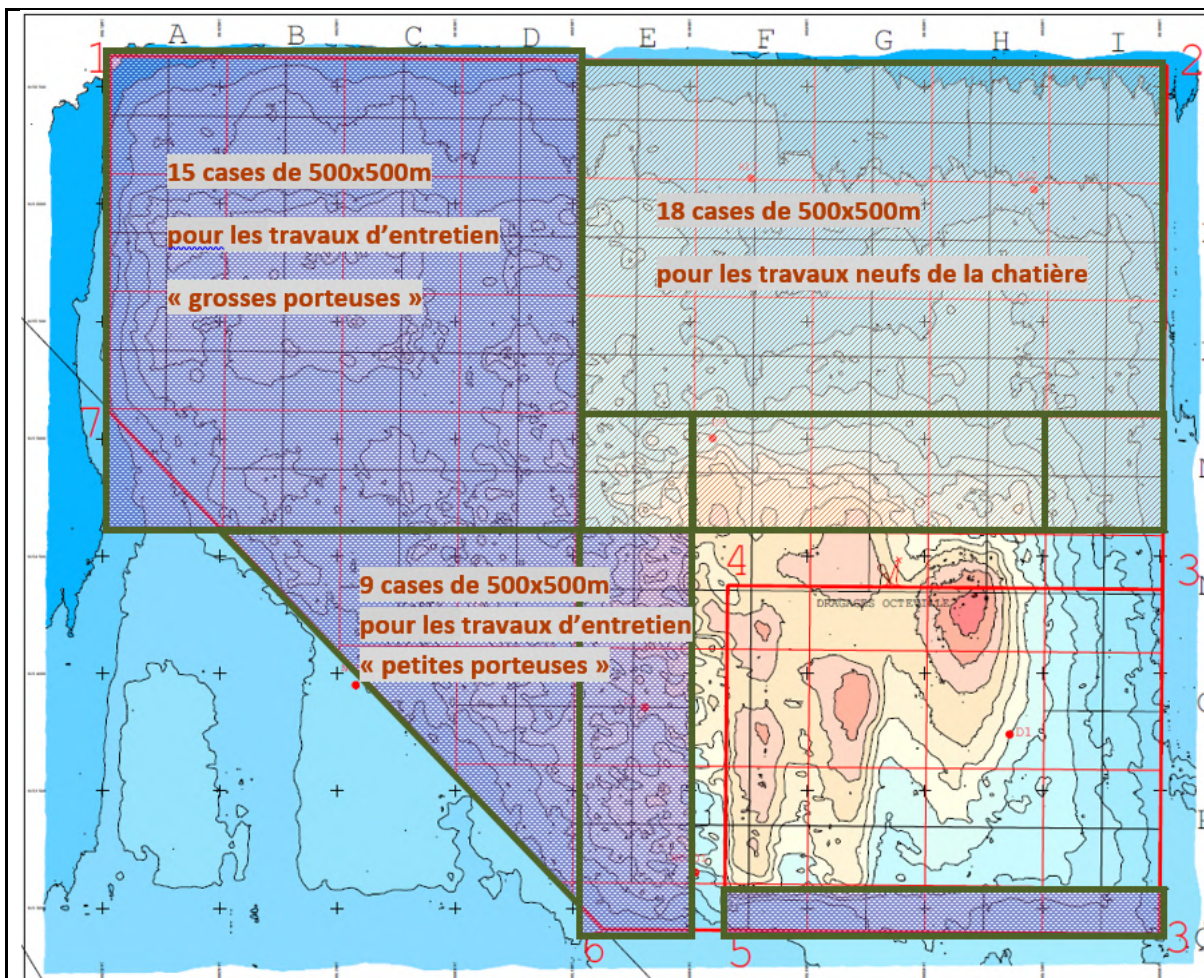 A B C D E F G H I
1
2
15 cases de 500x500m
pour les travaux d’entretien
« grosses porteuses »
18 cases de 500x500m
pour les travaux neufs de la chatière
7
4
3
9 cases de 500x500m
pour les travaux d’entretien
« petites porteuses »
DRAGAGES OCTEVILLE
D1
6
5
3